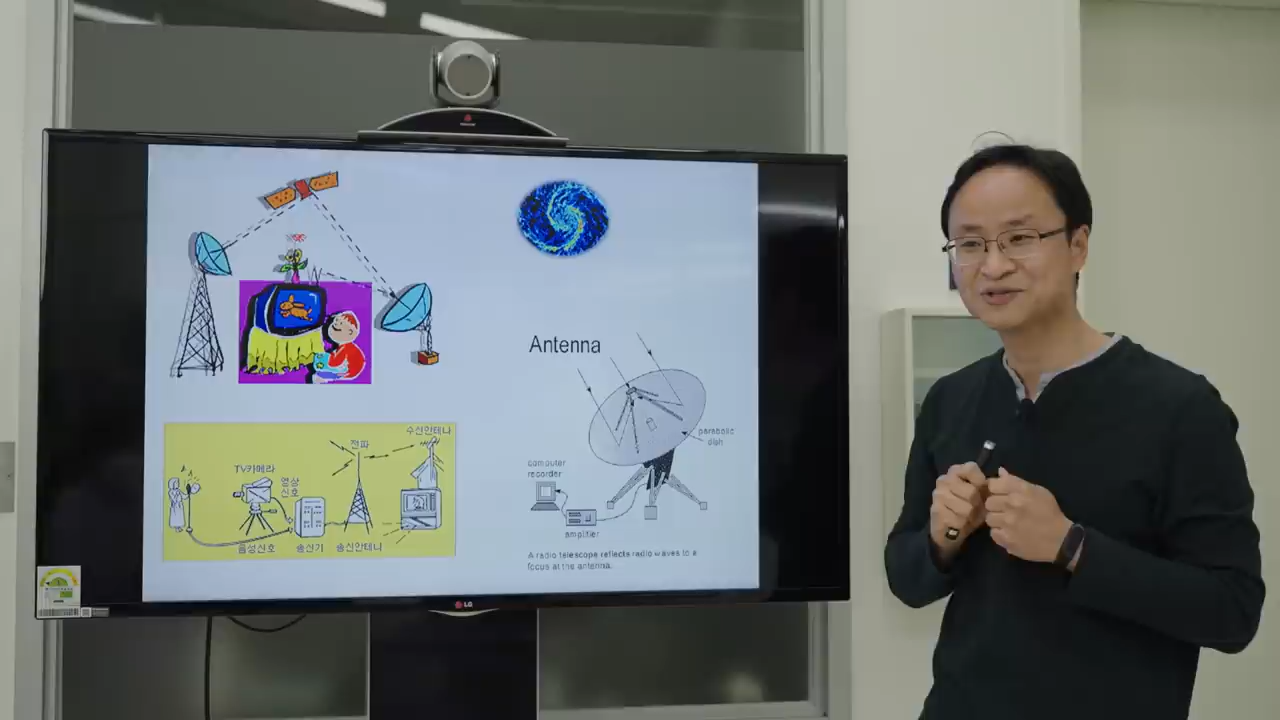 Antenna
parabolic
dish
computer
recorder
amplifier
A radio telescope reflects radio waves to a
focus at the antenna.
수신안테나
전파
TV카메라
영상
신호
음성신호
송신기
송신안테나
LG